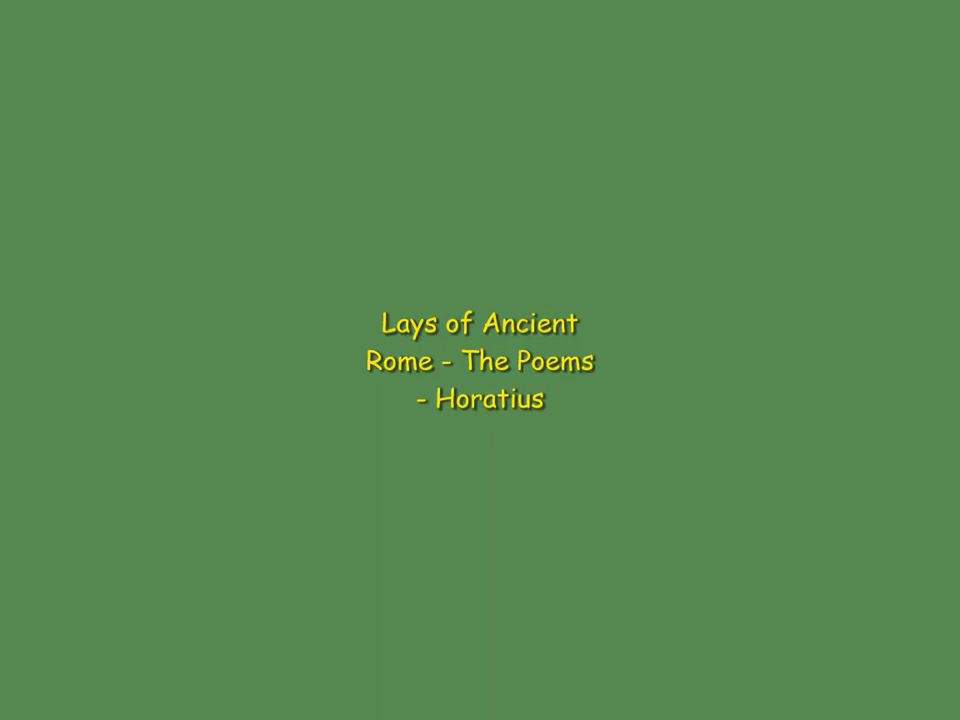 Lays of Ancient
Rome - The Poems
- Horatius